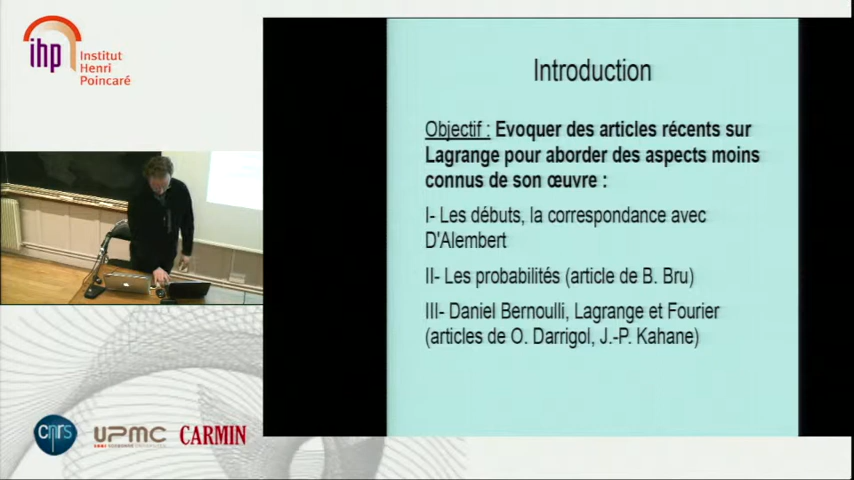 ihp
Institut
Henri
Poincaré
Introduction
Objectif : Evoquer des articles récents sur
Lagrange pour aborder des aspects moins
connus de son œuvre :
I- Les débuts, la correspondance avec
D'Alembert
II- Les probabilités (article de B. Bru)
III- Daniel Bernoulli, Lagrange et Fourier
(articles de O. Darrigol, J.-P. Kahane)
cnrs
UPMC
CARMIN